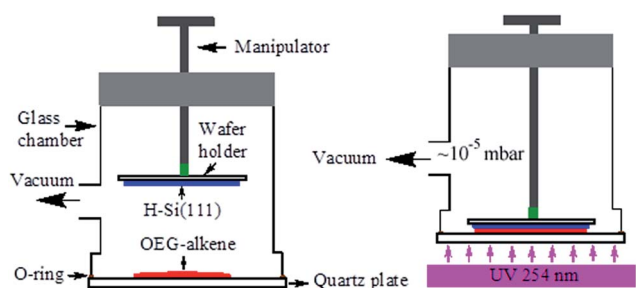 Manipulator
Glass
chamber
Wafer
holder
Vacuum
H-Si(111)
OEG-alkene
O-ring
Quartz plate
Vacuum
~10⁻⁵ mbar
UV 254 nm